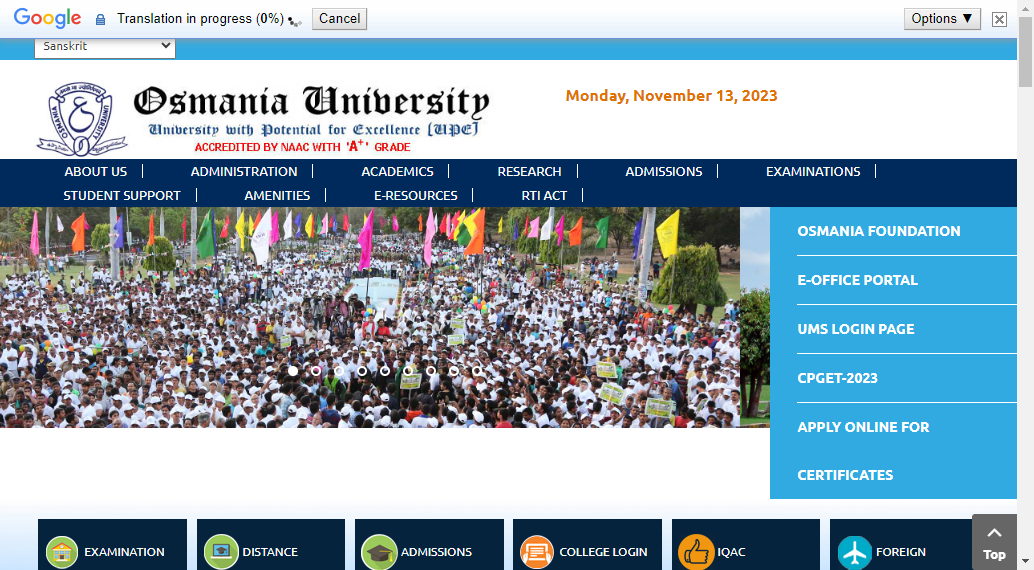 Google Translation in progress (0%) Cancel Options ▼
Sanskrit
Osmania University
University with Potential for Excellence (UPE)
ACCREDITED BY NAAC WITH 'A+' GRADE
Monday, November 13, 2023
OSMANIA UNIVERSITY
ABOUT US ADMINISTRATION ACADEMICS RESEARCH ADMISSIONS EXAMINATIONS
STUDENT SUPPORT AMENITIES E-RESOURCES RTI ACT
OSMANIA FOUNDATION
E-OFFICE PORTAL
UMS LOGIN PAGE
CPGET-2023
APPLY ONLINE FOR
CERTIFICATES
EXAMINATION DISTANCE ADMISSIONS COLLEGE LOGIN IQAC FOREIGN
Top